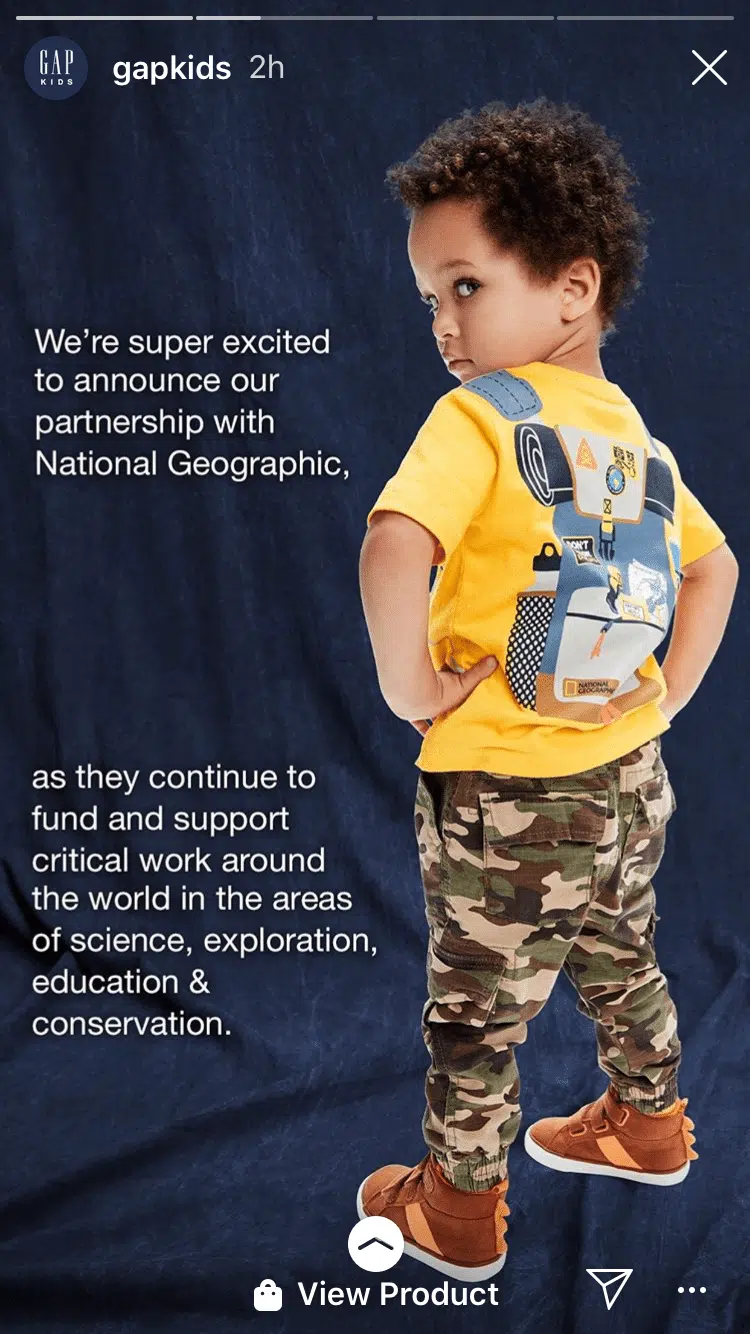 GAP
KIDS
gapkids 2h
We’re super excited
to announce our
partnership with
National Geographic,
DON'T
NATIONAL
GEOGRAPHIC
as they continue to
fund and support
critical work around
the world in the areas
of science, exploration,
education &
conservation.
View Product